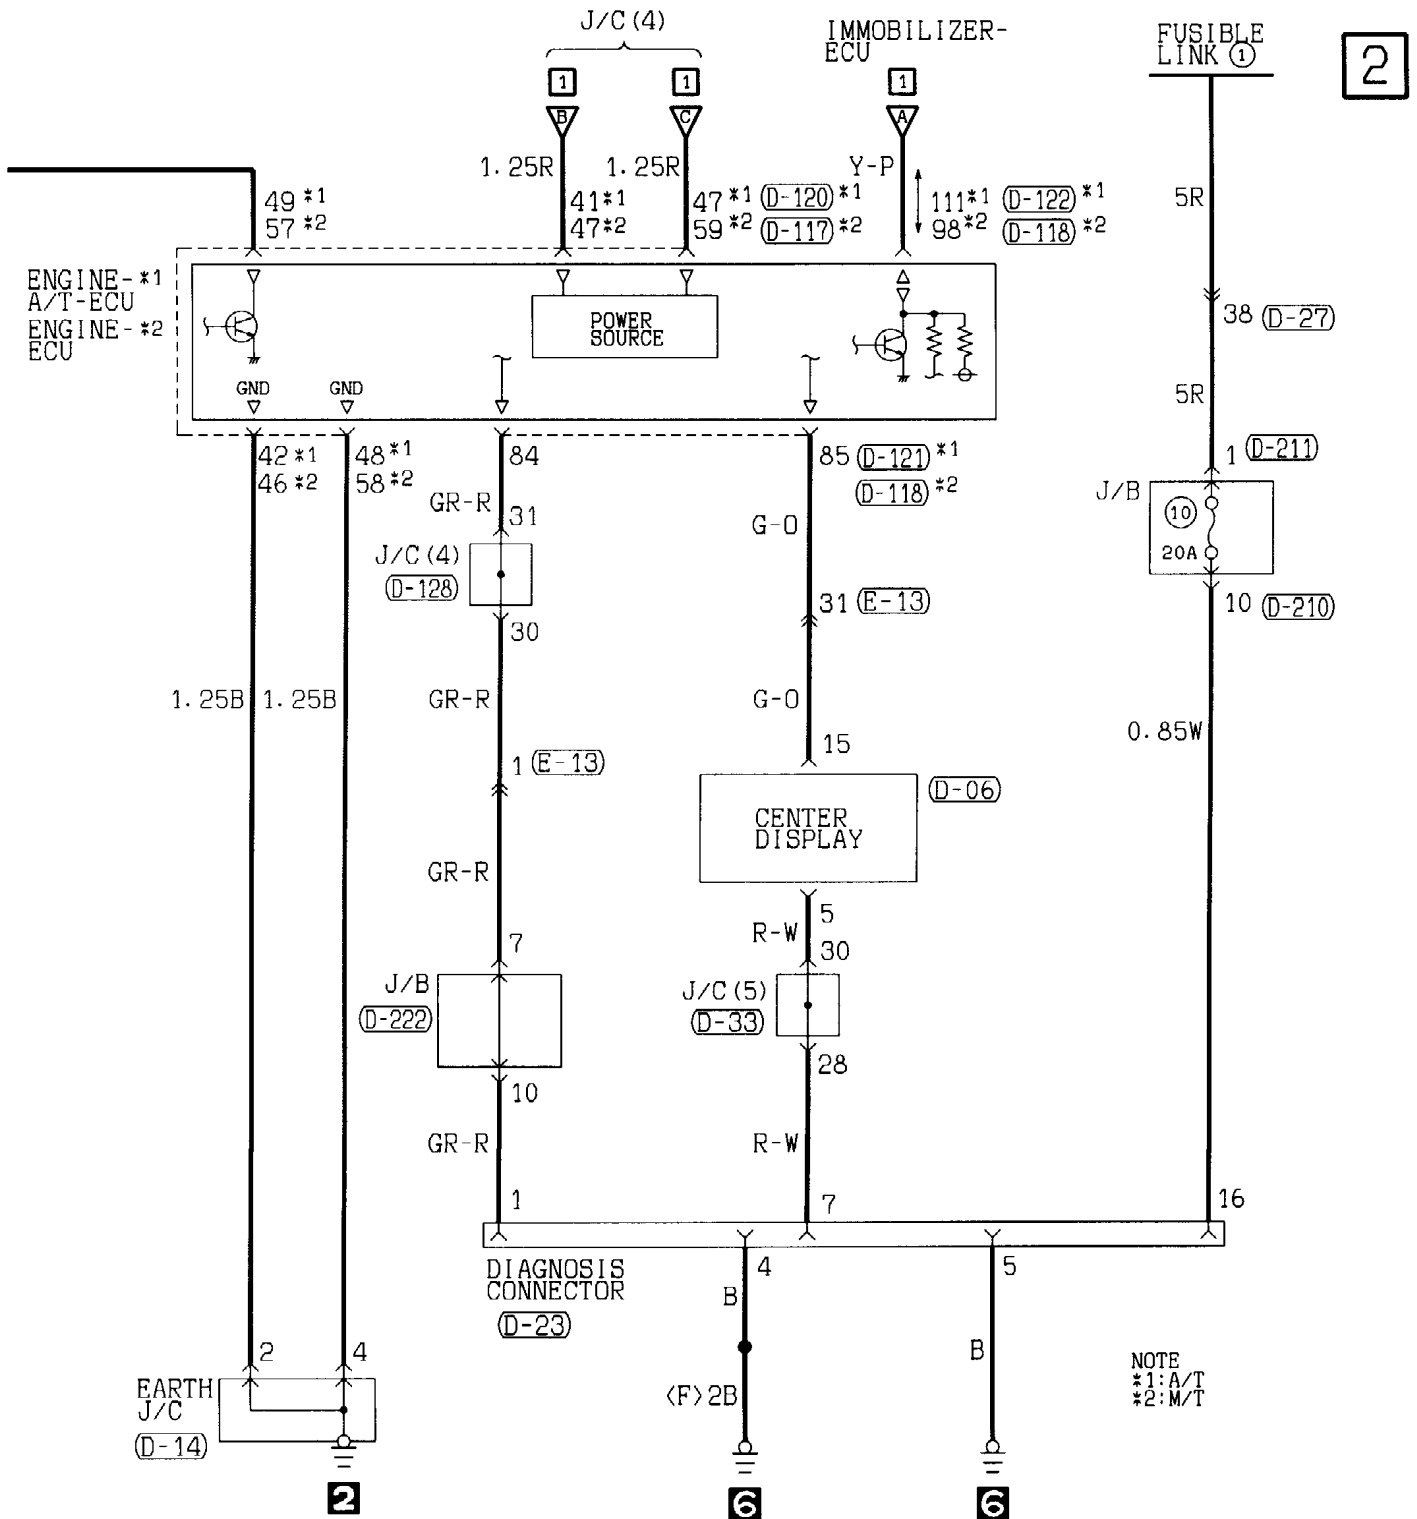 J/C(4)
IMMOBILIZER-
ECU
FUSIBLE
LINK ①
2
1
1
1
B
C
A
1.25R
1.25R
Y-P
5R
49*1
57*2
41*1
47*2
47*1 D-120 *1
59*2 D-117 *2
111*1 D-122 *1
98*2 D-118 *2
ENGINE-*1
A/T-ECU
ENGINE-*2
ECU
POWER
SOURCE
38 D-27
GND
GND
5R
42*1
46*2
48*1
58*2
84
85 D-121 *1
D-118 *2
1 D-211
J/B
⑩
20A
GR-R
31
G-O
J/C(4)
D-128
30
31 E-13
10 D-210
1.25B
1.25B
GR-R
G-O
0.85W
1 E-13
15
CENTER
DISPLAY
D-06
GR-R
5
R-W
30
7
J/B
D-222
J/C(5)
D-33
28
10
GR-R
R-W
1
7
16
DIAGNOSIS
CONNECTOR
D-23
4
5
B
B
2
4
EARTH
J/C
D-14
<F>2B
NOTE
*1:A/T
*2:M/T
2
6
6